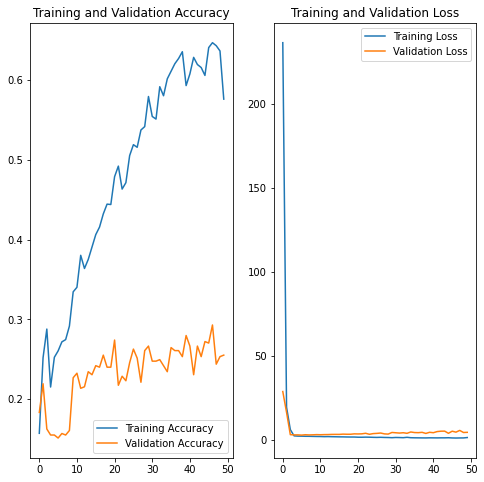 Training and Validation Accuracy
0.6
0.5
0.4
0.3
0.2
0 10 20 30 40 50
Training Accuracy
Validation Accuracy
Training and Validation Loss
200
150
100
50
0
0 10 20 30 40 50
Training Loss
Validation Loss